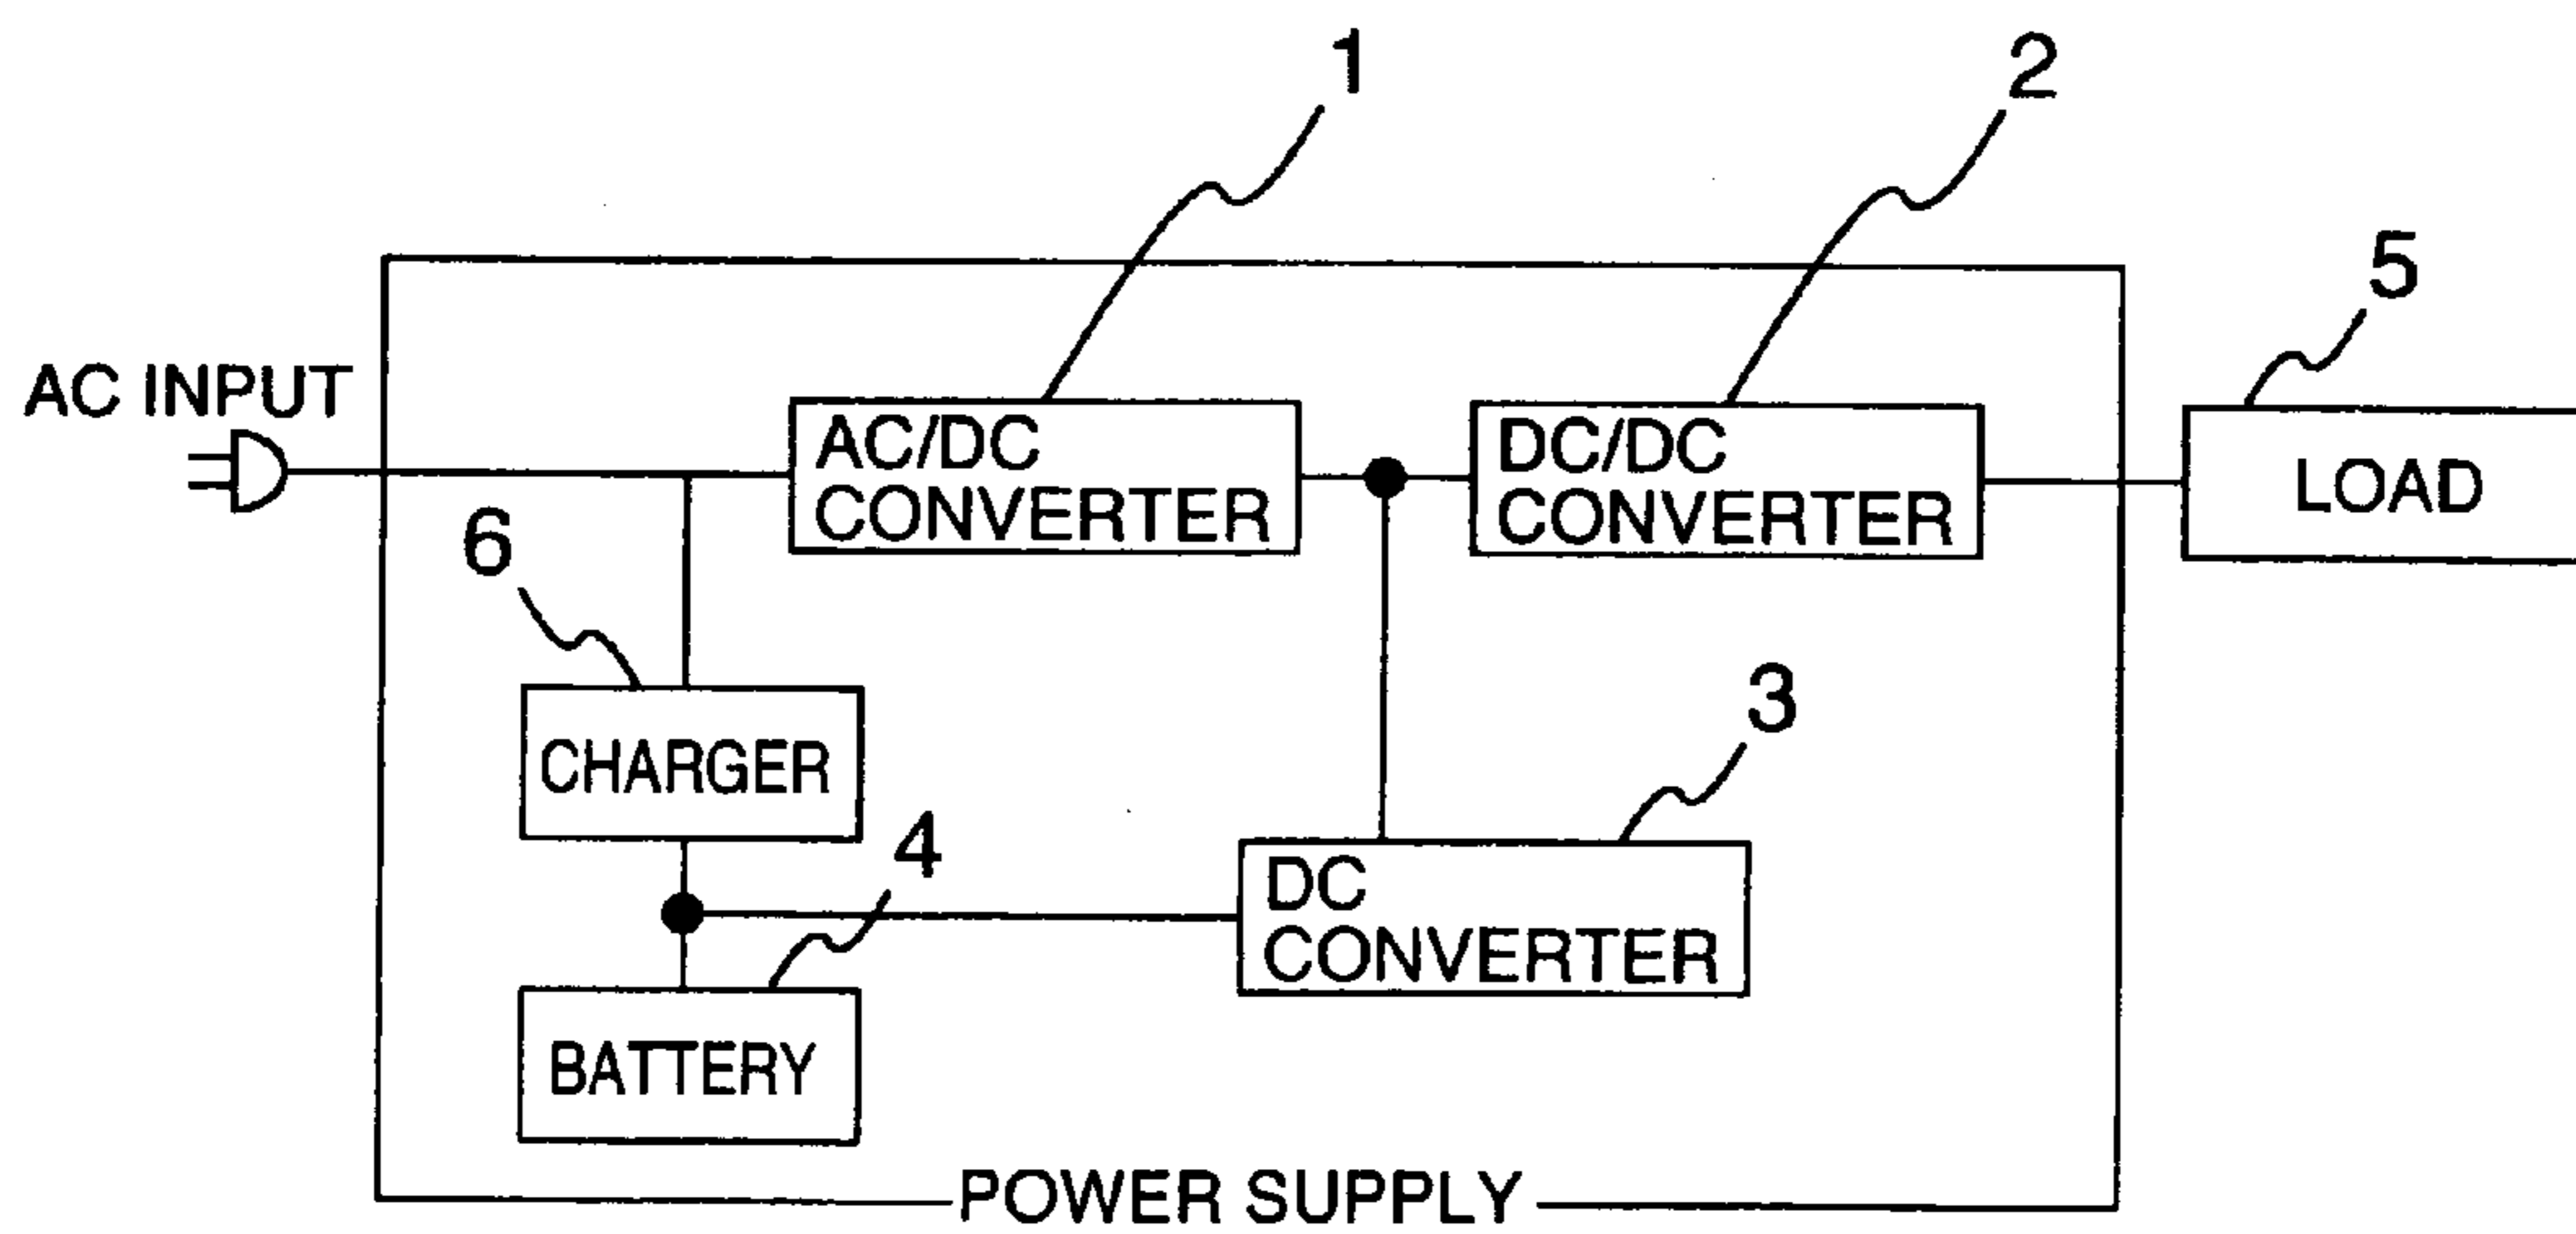 1
2
5
AC INPUT
AC/DC
CONVERTER
DC/DC
CONVERTER
LOAD
6
CHARGER
3
4
DC
CONVERTER
BATTERY
POWER SUPPLY